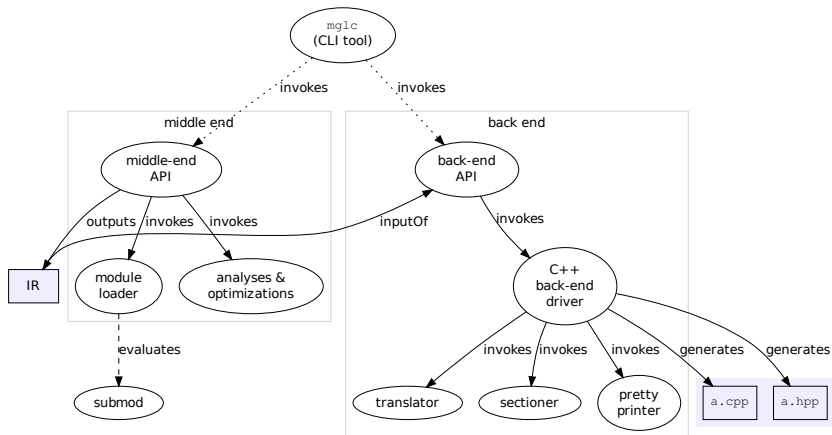 mglc
(CLI tool)
invokes
invokes
middle end
back end
middle-end
API
back-end
API
outputs
invokes
invokes
inputOf
invokes
IR
module
loader
analyses &
optimizations
C++
back-end
driver
evaluates
invokes
invokes
invokes
generates
generates
submod
translator
sectioner
pretty
printer
a.cpp
a.hpp